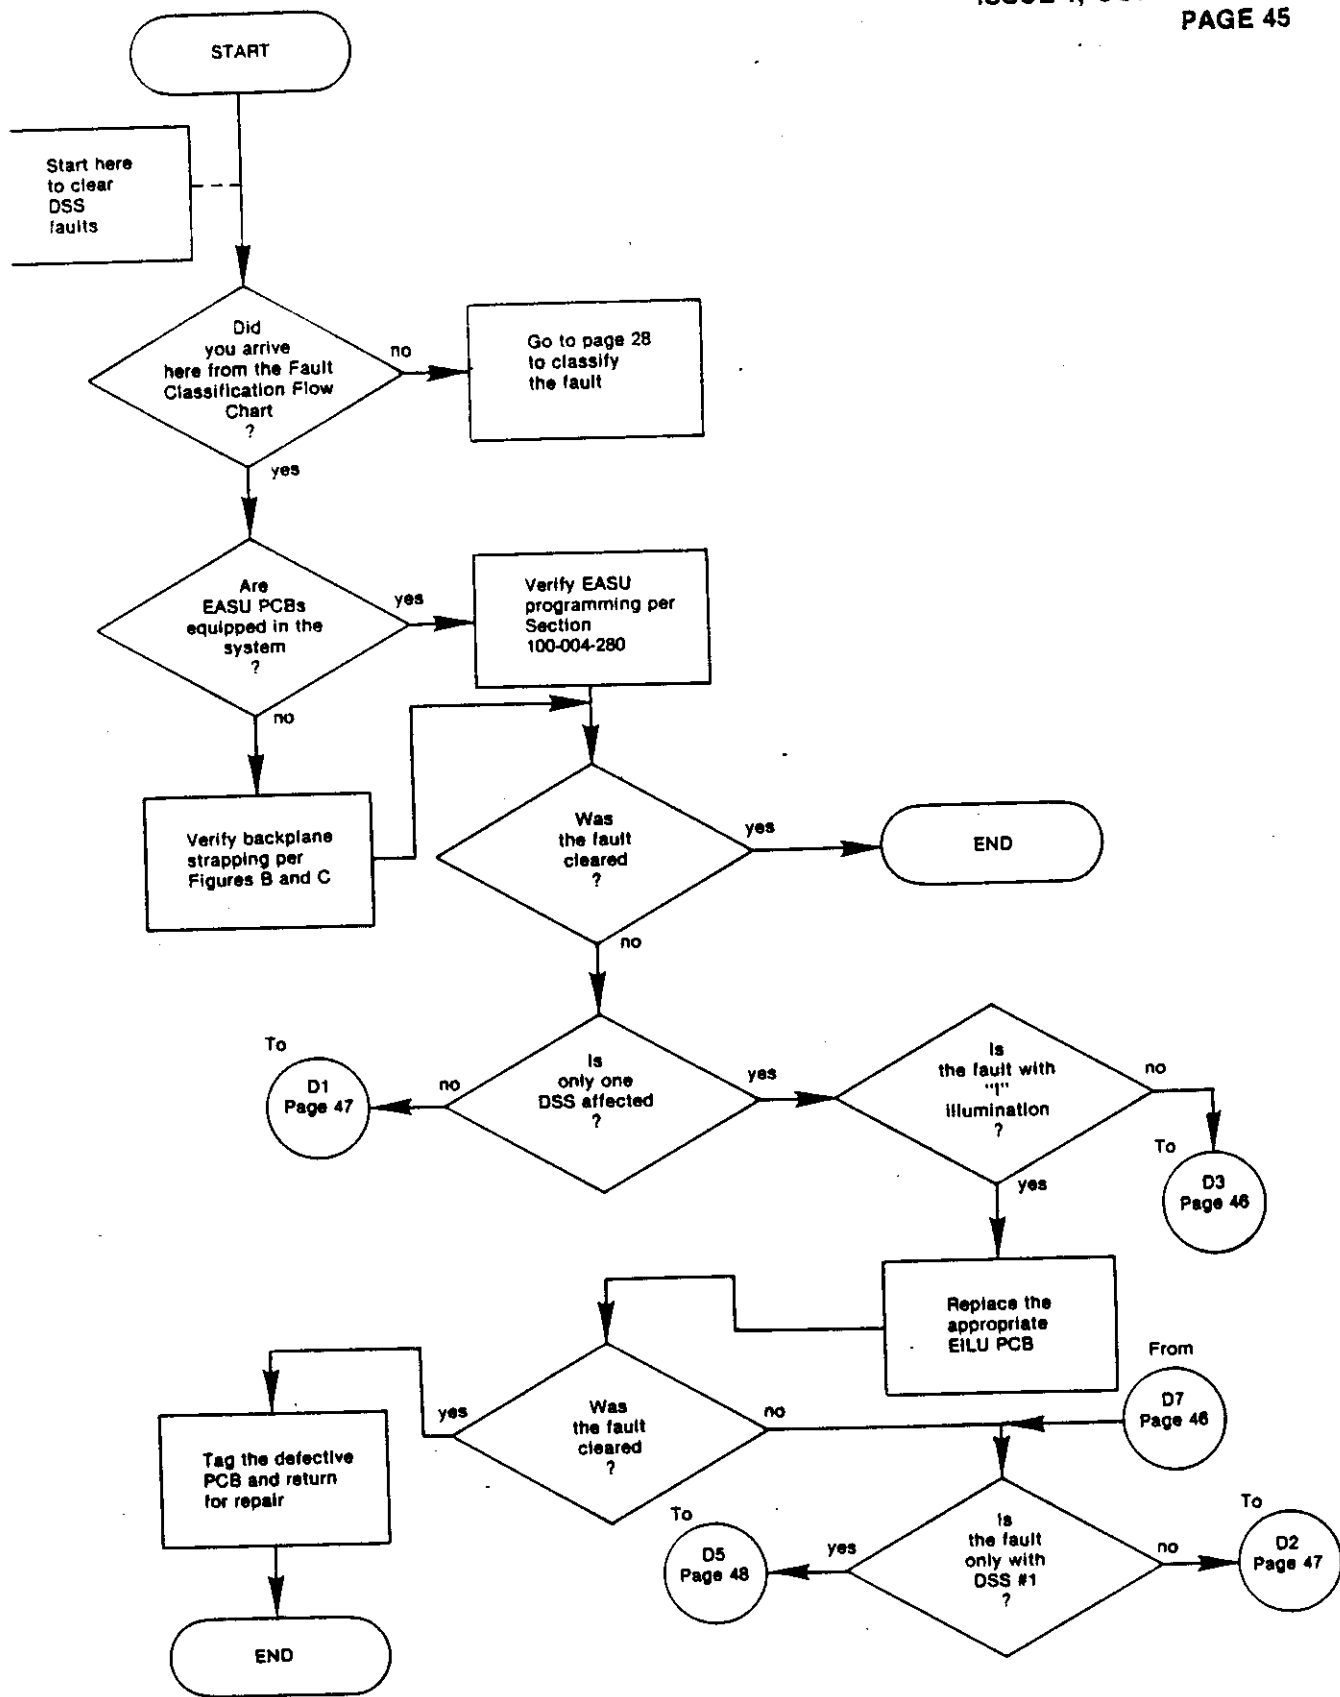 PAGE 45
START
Start here
to clear
DSS
faults
Did
you arrive
here from the Fault
Classification Flow
Chart
?
no
Go to page 28
to classify
the fault
yes
Are
EASU PCBs
equipped in the
system
?
yes
Verify EASU
programming per
Section
100-004-280
no
Verify backplane
strapping per
Figures B and C
Was
the fault
cleared
?
yes
END
no
Is
only one
DSS affected
?
no
To
D1
Page 47
yes
Is
the fault with
"I"
illumination
?
no
To
D3
Page 46
yes
Replace the
appropriate
EILU PCB
Was
the fault
cleared
?
yes
Tag the defective
PCB and return
for repair
END
no
From
D7
Page 46
Is
the fault
only with
DSS #1
?
yes
To
D5
Page 48
no
To
D2
Page 47